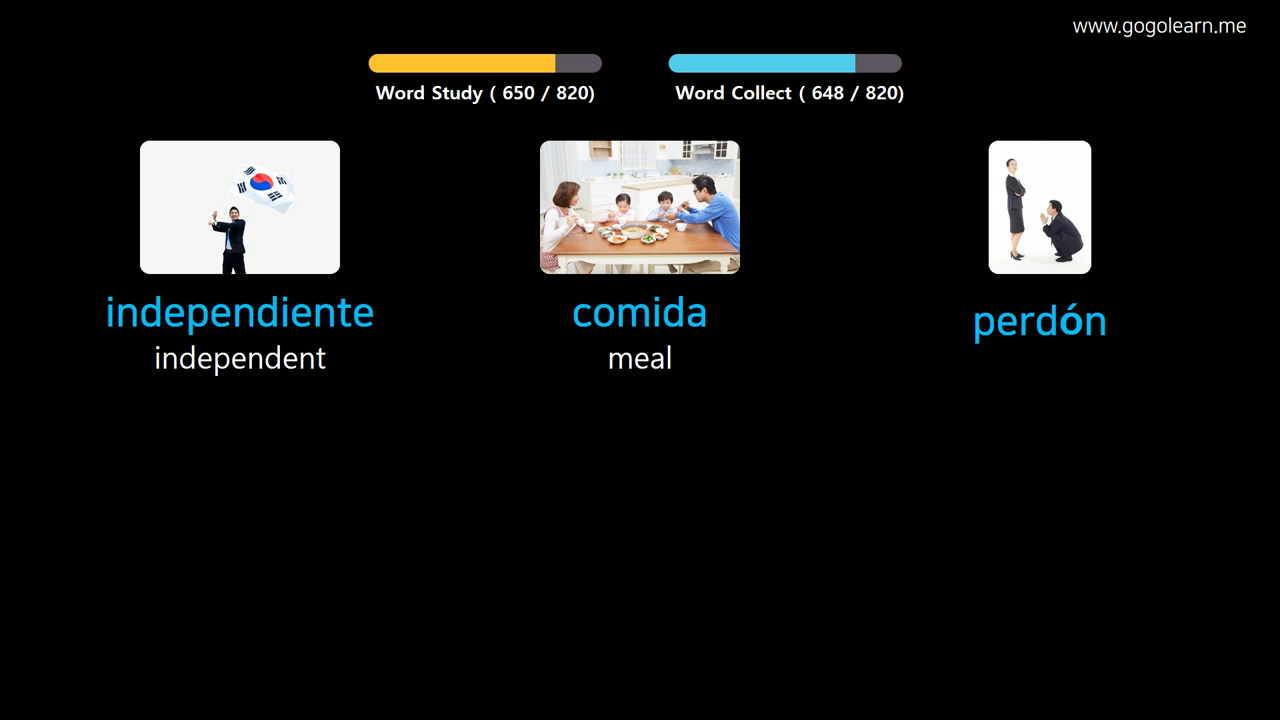 www.gogolearn.me
Word Study ( 650 / 820)
Word Collect ( 648 / 820)
independiente
independent
comida
meal
perdón